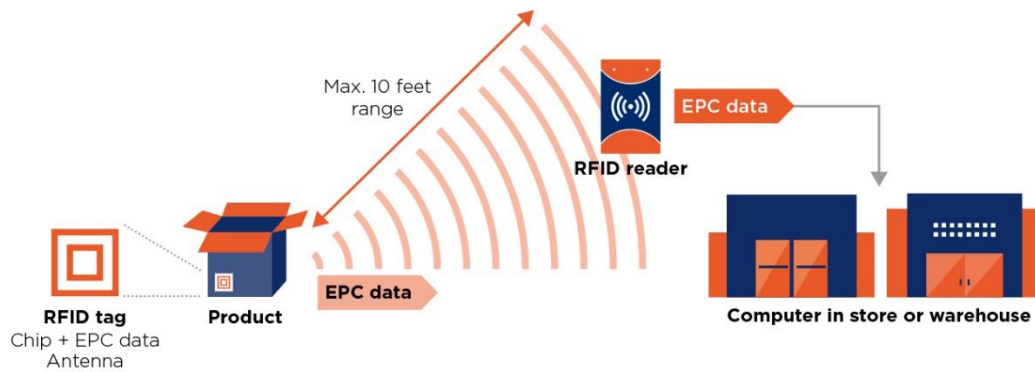 Max. 10 feet
range
EPC data
RFID reader
EPC data
RFID tag
Chip + EPC data
Antenna
Product
Computer in store or warehouse